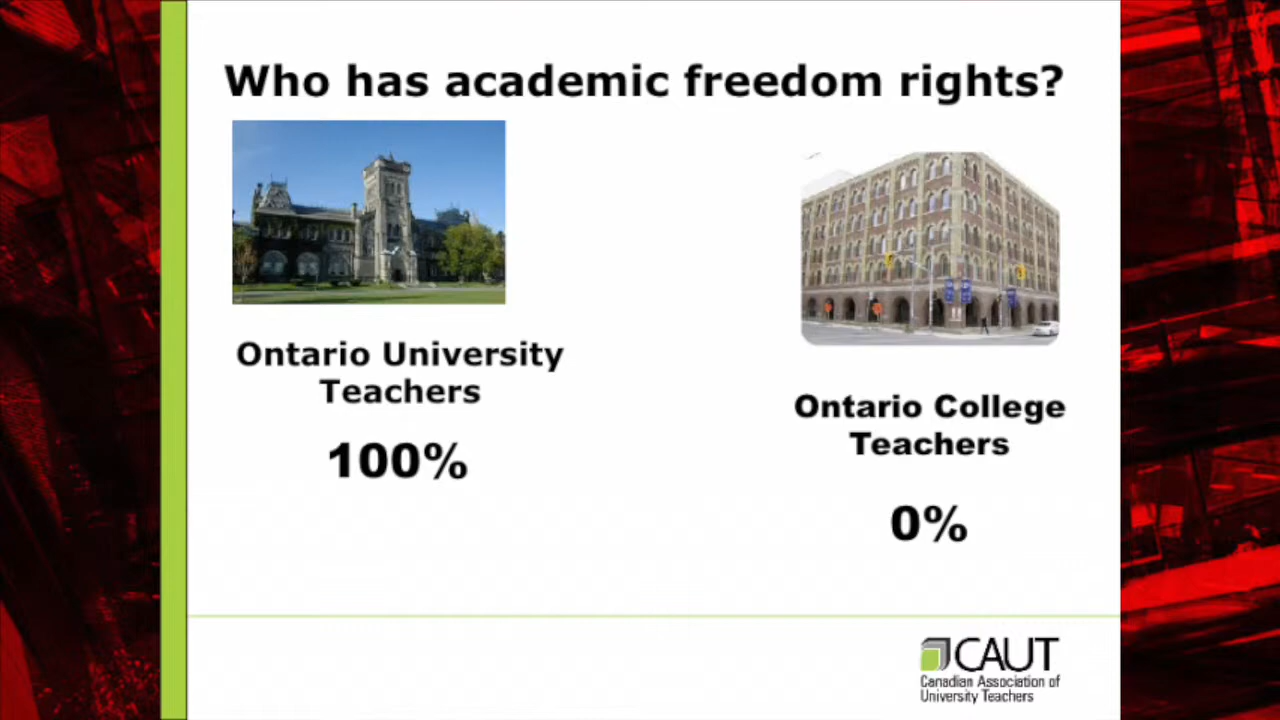 Who has academic freedom rights?
Ontario University
Teachers
100%
Ontario College
Teachers
0%
CAUT
Canadian Association of
University Teachers